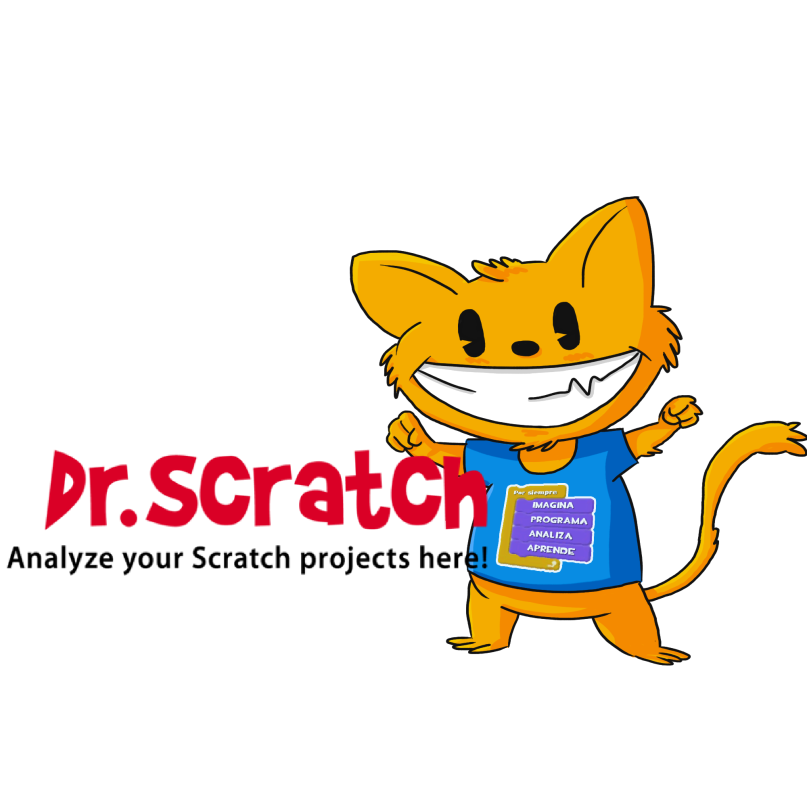 Dr.Scratch
Analyze your Scratch projects here!
Por siempre
IMAGINA
PROGRAMA
ANALIZA
APRENDE